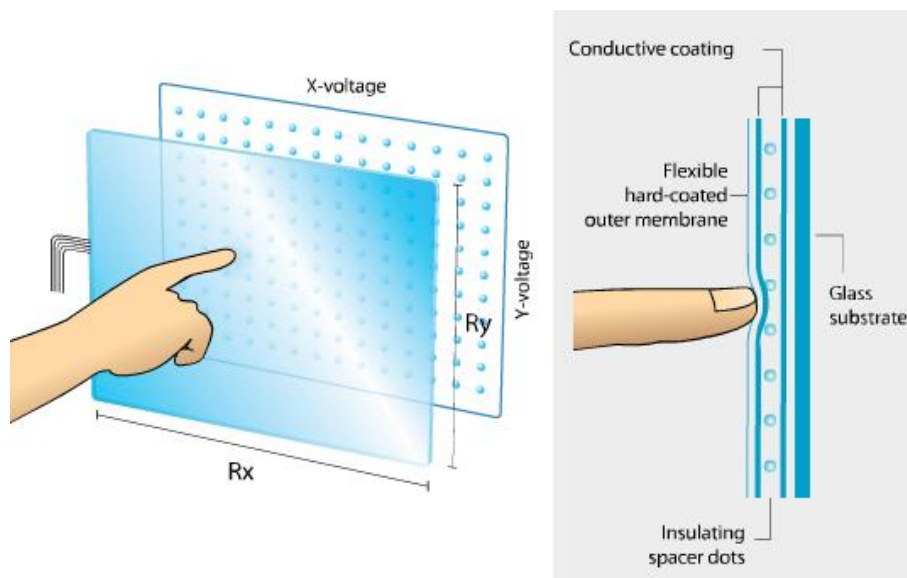 X-voltage
Y-voltage
Ry
Rx
Conductive coating
Flexible
hard-coated
outer membrane
Glass
substrate
Insulating
spacer dots